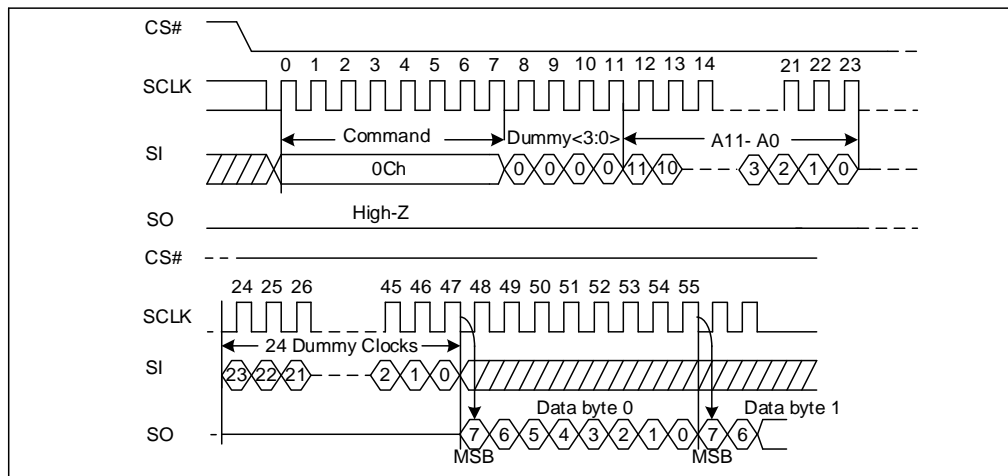 CS#
0 1 2 3 4 5 6 7 8 9 10 11 12 13 14 21 22 23
SCLK
Command Dummy<3:0> A11- A0
SI
0Ch 0 0 0 0 11 10 3 2 1 0
High-Z
SO
CS#
24 25 26 45 46 47 48 49 50 51 52 53 54 55
SCLK
24 Dummy Clocks
SI
23 22 21 2 1 0
Data byte 0 Data byte 1
SO
7 6 5 4 3 2 1 0 7 6
MSB MSB